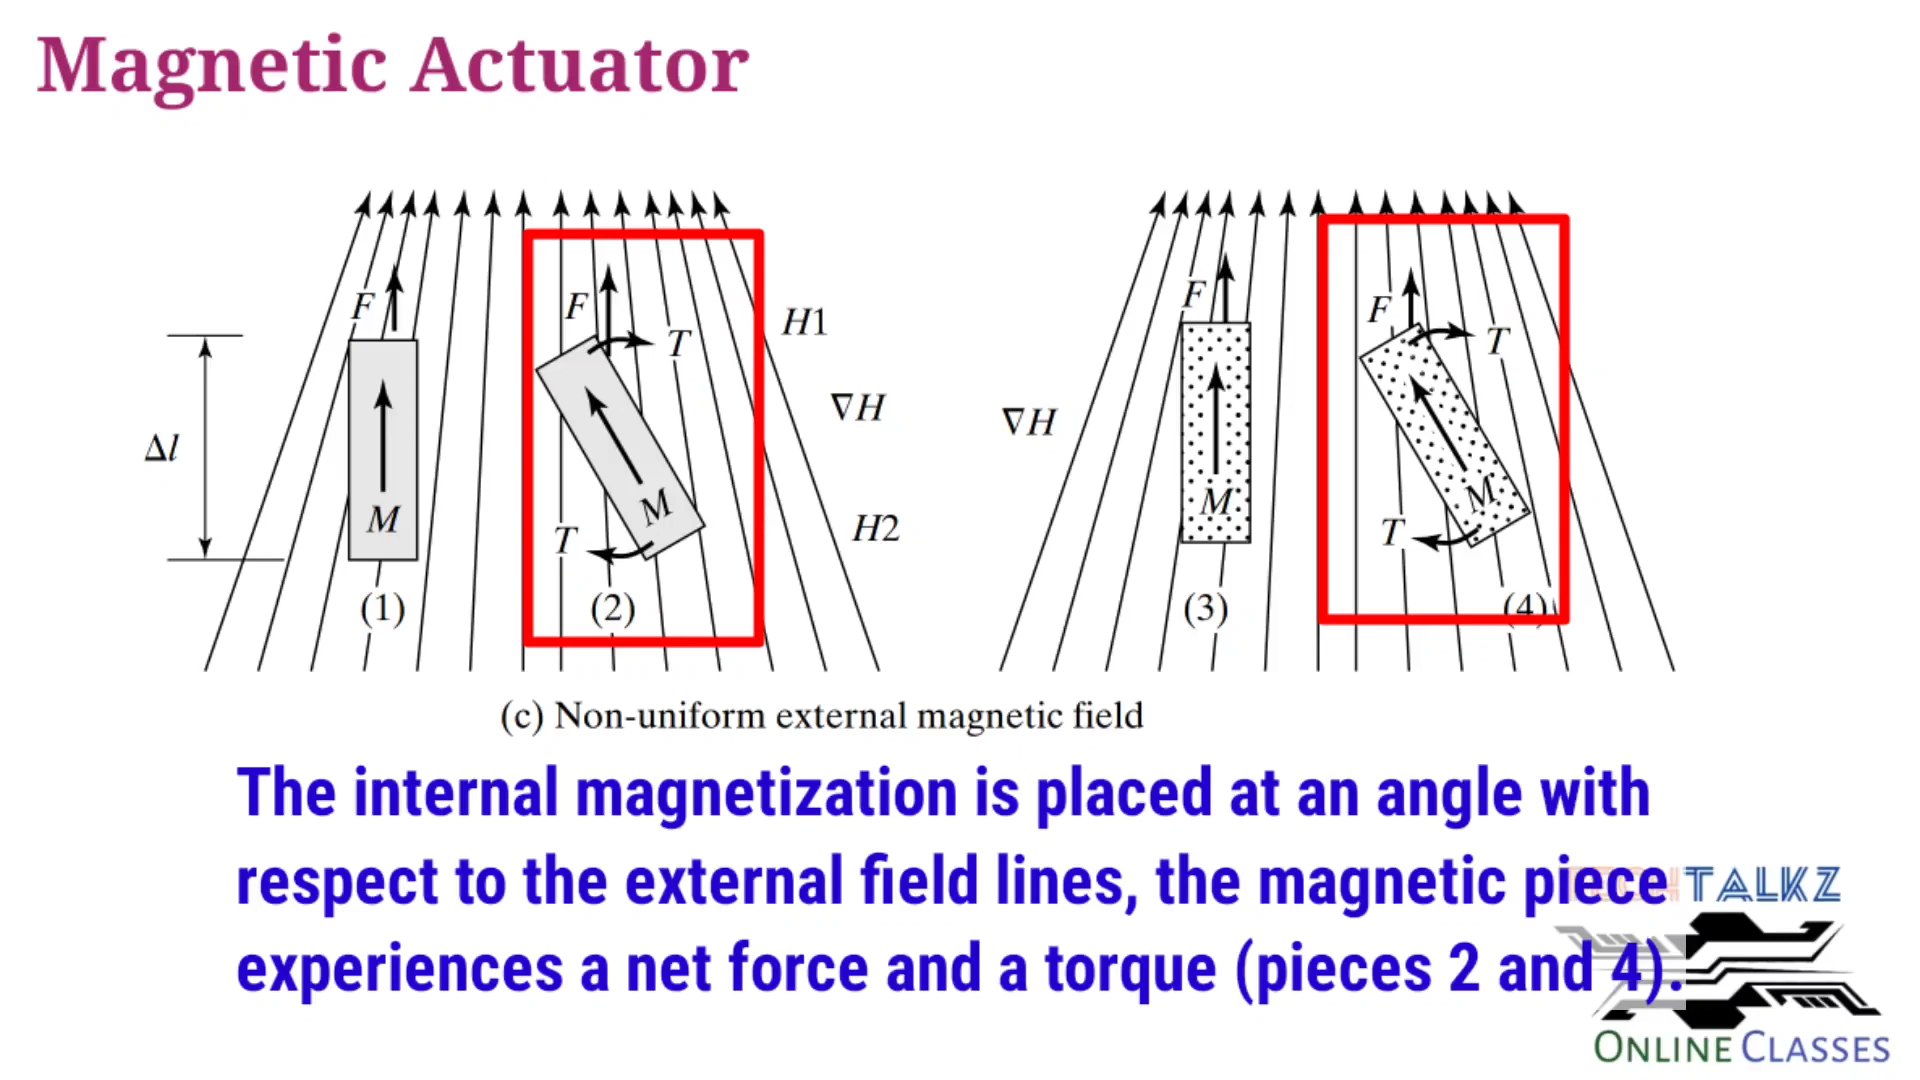 Magnetic Actuator
F
F
T
H1
F
F
T
Δl
∇H
∇H
M
M
T
H2
M
M
T
(1)
(2)
(3)
(4)
(c) Non-uniform external magnetic field
The internal magnetization is placed at an angle with
respect to the external field lines, the magnetic piece
experiences a net force and a torque (pieces 2 and 4).
TALKZ
ONLINE CLASSES